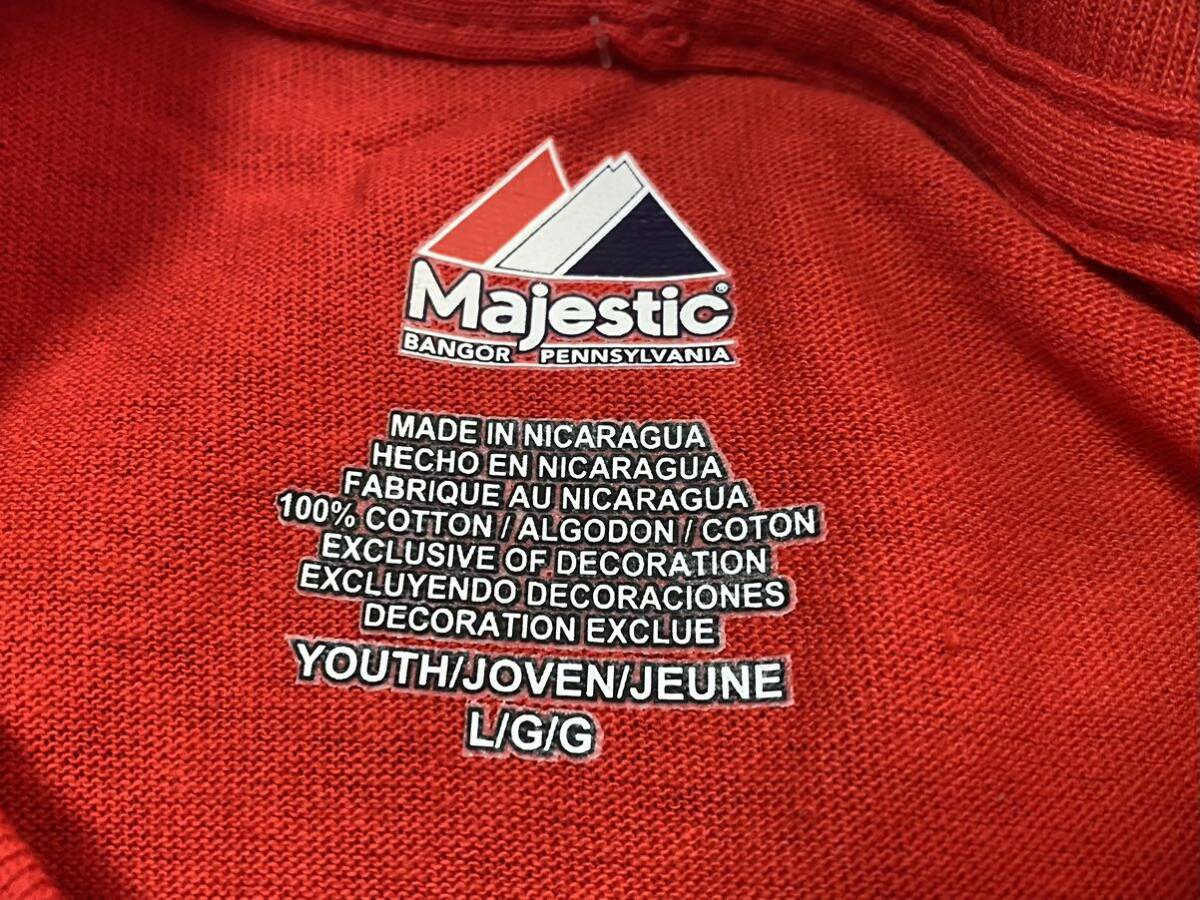 Majestic®
BANGOR PENNSYLVANIA
MADE IN NICARAGUA
HECHO EN NICARAGUA
FABRIQUE AU NICARAGUA
100% COTTON / ALGODON / COTON
EXCLUSIVE OF DECORATION
EXCLUYENDO DECORACIONES
DECORATION EXCLUE
YOUTH/JOVEN/JEUNE
L/G/G